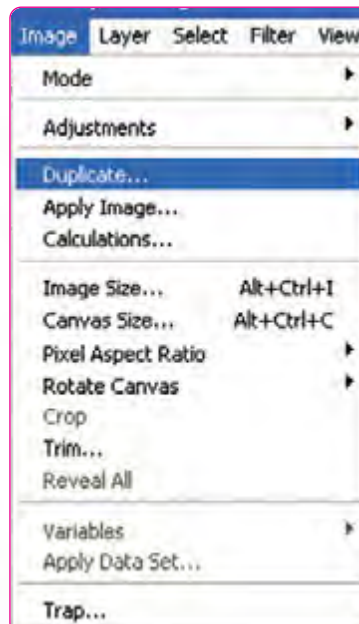 Image Layer Select Filter View
Mode
Adjustments
Duplicate...
Apply Image...
Calculations...
Image Size... Alt+Ctrl+I
Canvas Size... Alt+Ctrl+C
Pixel Aspect Ratio
Rotate Canvas
Crop
Trim...
Reveal All
Variables
Apply Data Set...
Trap...